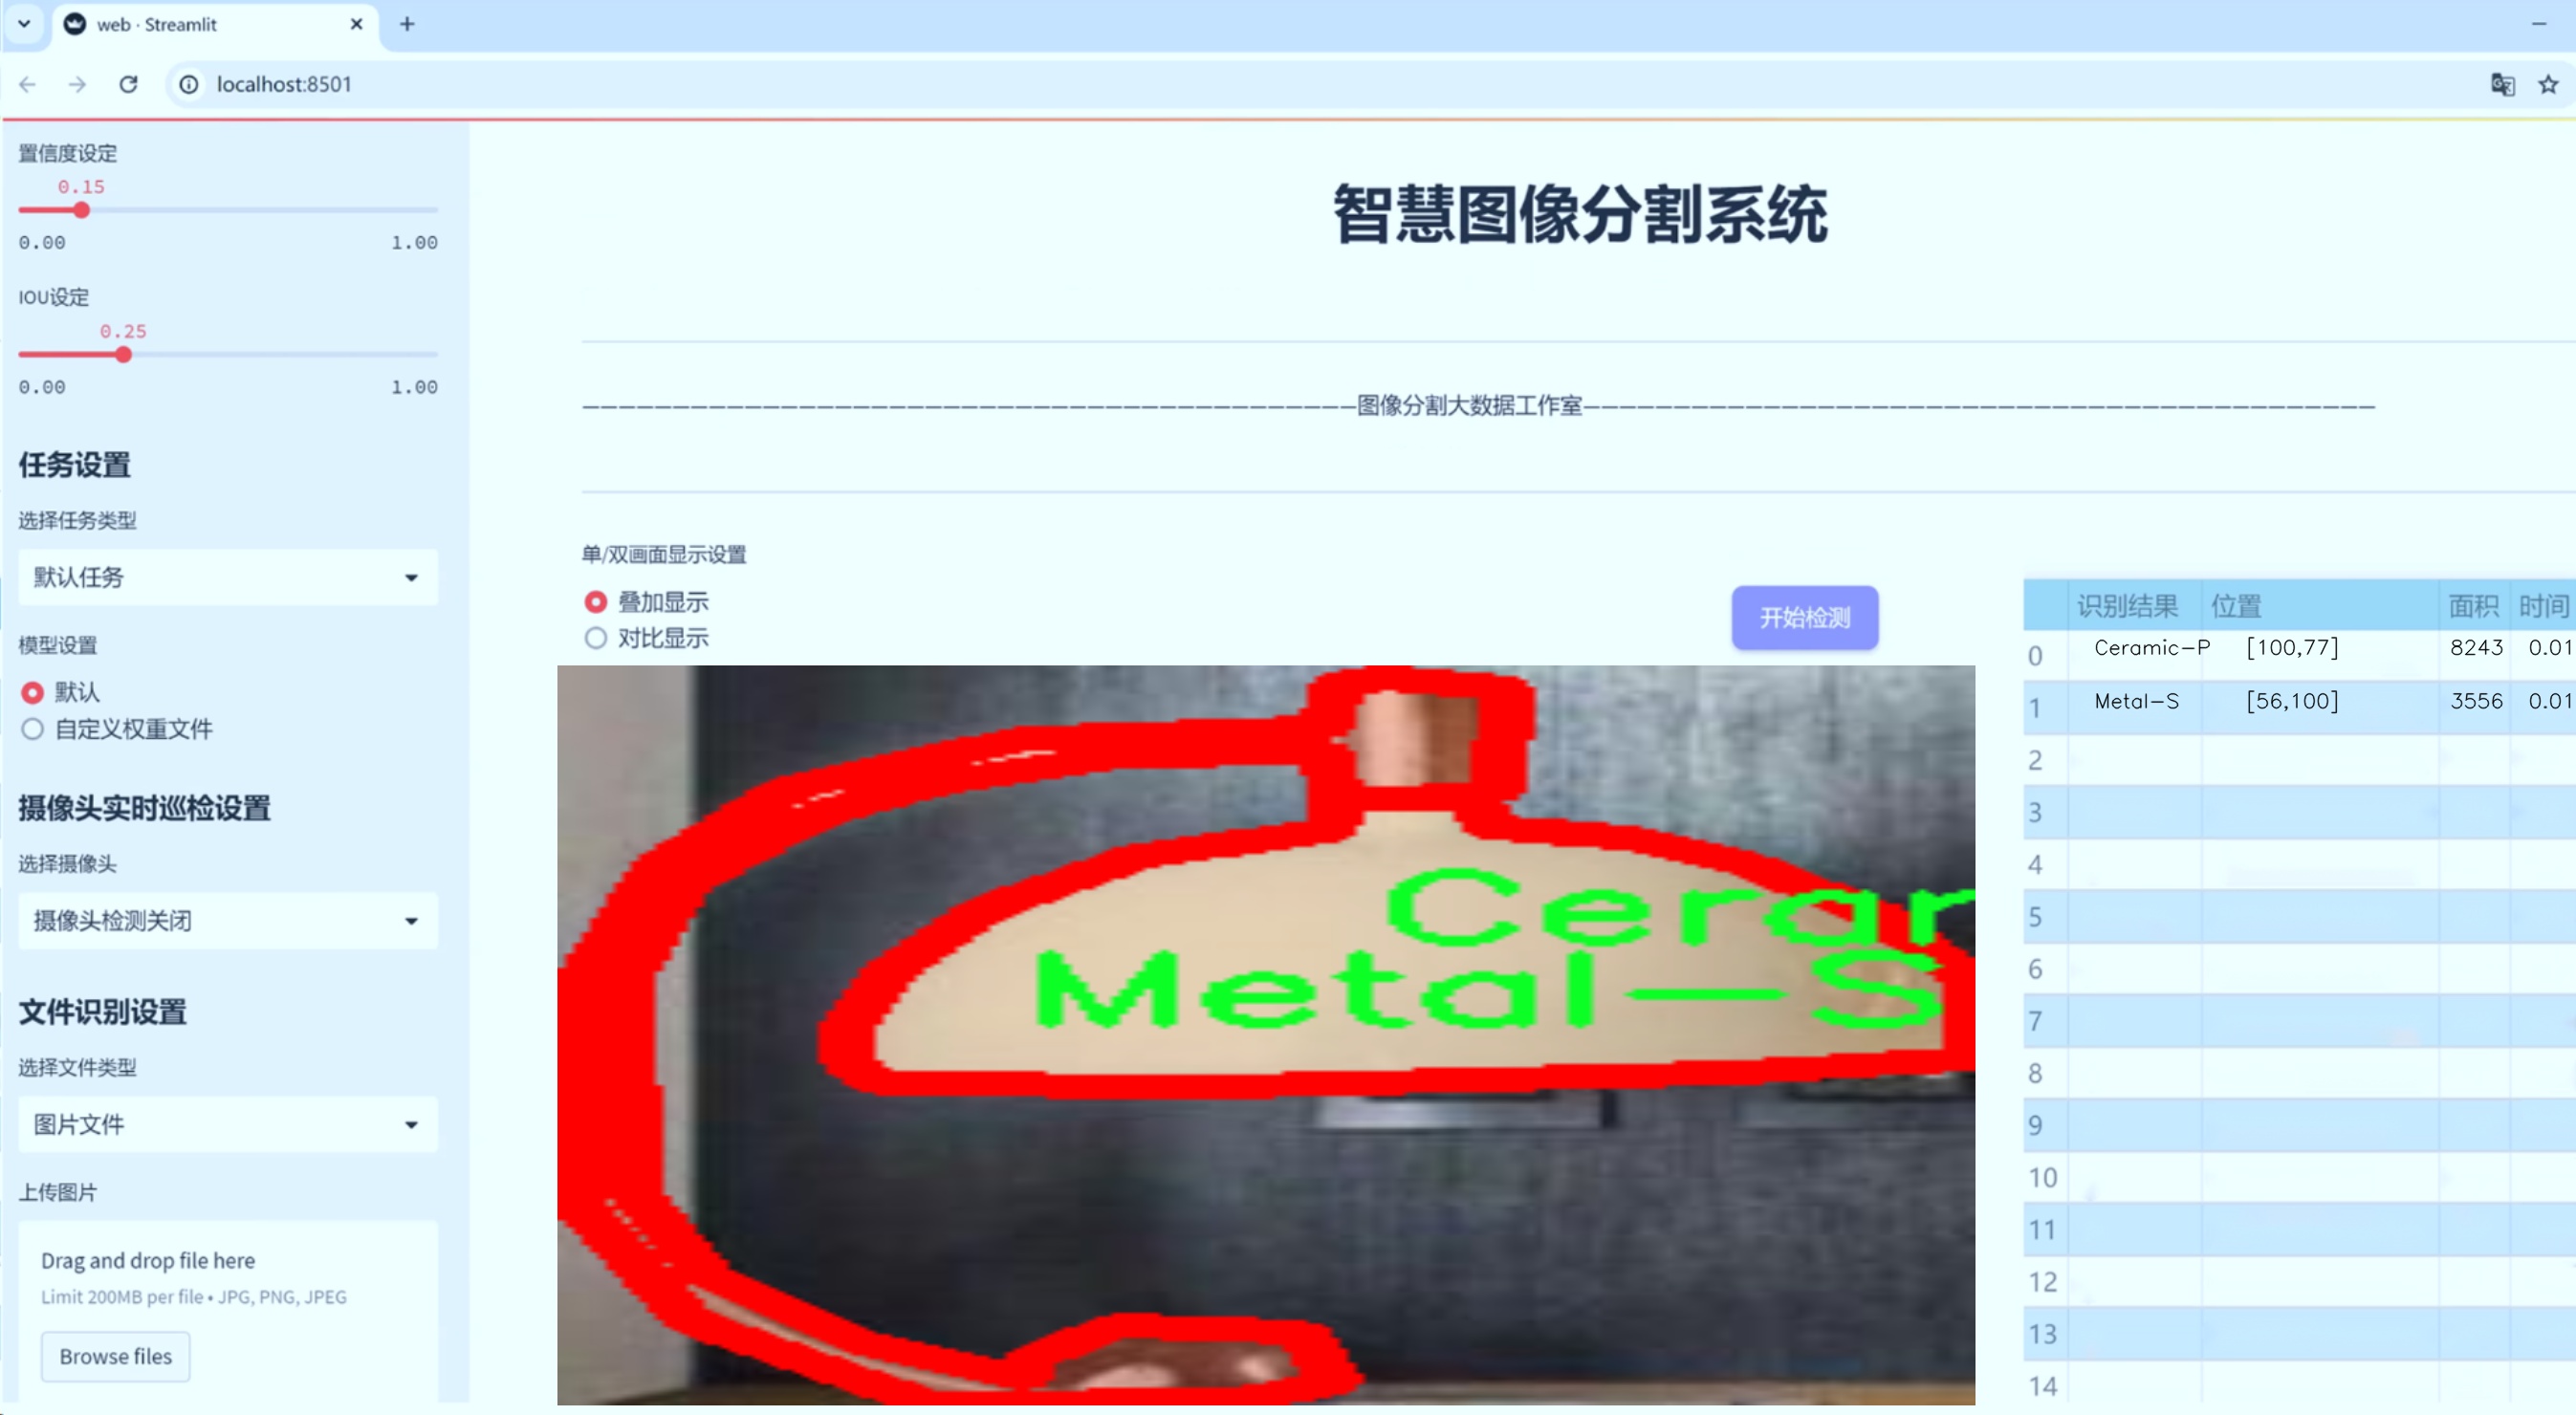 web · Streamlit
localhost:8501
置信度设定
0.15
0.00 1.00
IOU设定
0.25
0.00 1.00
任务设置
选择任务类型
默认任务
模型设置
默认
自定义权重文件
摄像头实时巡检设置
选择摄像头
摄像头检测关闭
文件识别设置
选择文件类型
图片文件
上传图片
Drag and drop file here
Limit 200MB per file • JPG, PNG, JPEG
Browse files
智慧图像分割系统
图像分割大数据工作室
单/双画面显示设置
叠加显示
对比显示
开始检测
Cerar
Metal-S
识别结果 位置 面积 时间
0 Ceramic-P [100,77] 8243 0.01
1 Metal-S [56,100] 3556 0.01
2
3
4
5
6
7
8
9
10
11
12
13
14